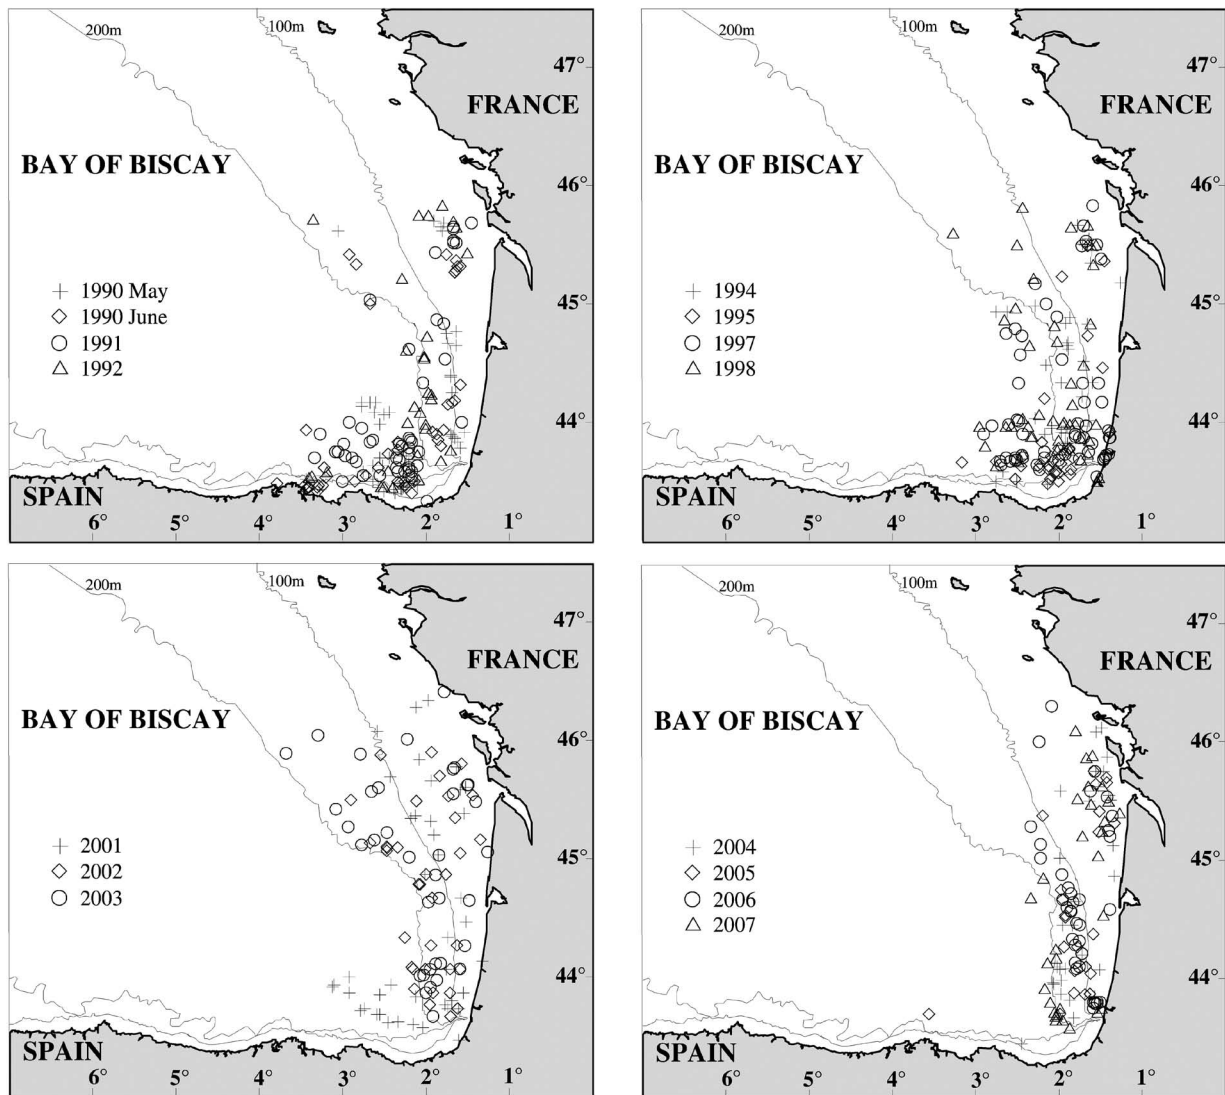 200m
100m
47°
FRANCE
BAY OF BISCAY
46°
45°
1990 May
1990 June
1991
1992
44°
SPAIN
6°
5°
4°
3°
2°
1°
200m
100m
47°
FRANCE
BAY OF BISCAY
46°
45°
1994
1995
1997
1998
44°
SPAIN
6°
5°
4°
3°
2°
1°
200m
100m
47°
FRANCE
BAY OF BISCAY
46°
2001
45°
2002
2003
44°
SPAIN
6°
5°
4°
3°
2°
1°
200m
100m
47°
FRANCE
BAY OF BISCAY
46°
2004
45°
2005
2006
2007
44°
SPAIN
6°
5°
4°
3°
2°
1°